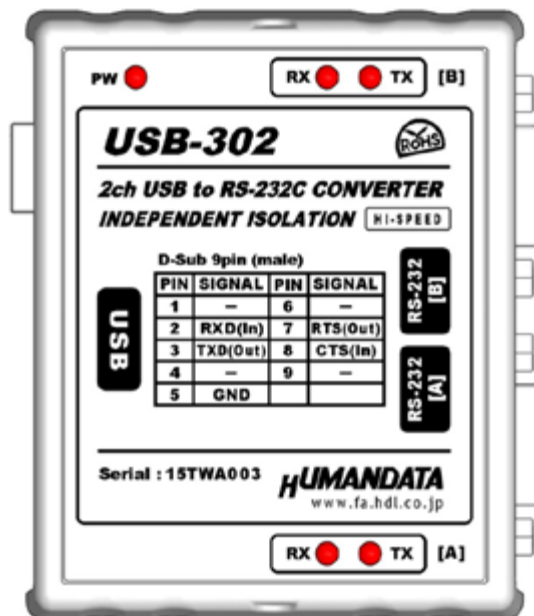 PW RX TX [B]
USB-302
RoHS
2ch USB to RS-232C CONVERTER
INDEPENDENT ISOLATION HI-SPEED
D-Sub 9pin (male)
PIN SIGNAL PIN SIGNAL
1 – 6 –
2 RXD(In) 7 RTS(Out)
3 TXD(Out) 8 CTS(In)
4 – 9 –
5 GND
USB
RS-232
[B]
RS-232
[A]
Serial : 15TWA003
HUMANDATA
www.fa.hdl.co.jp
RX TX [A]